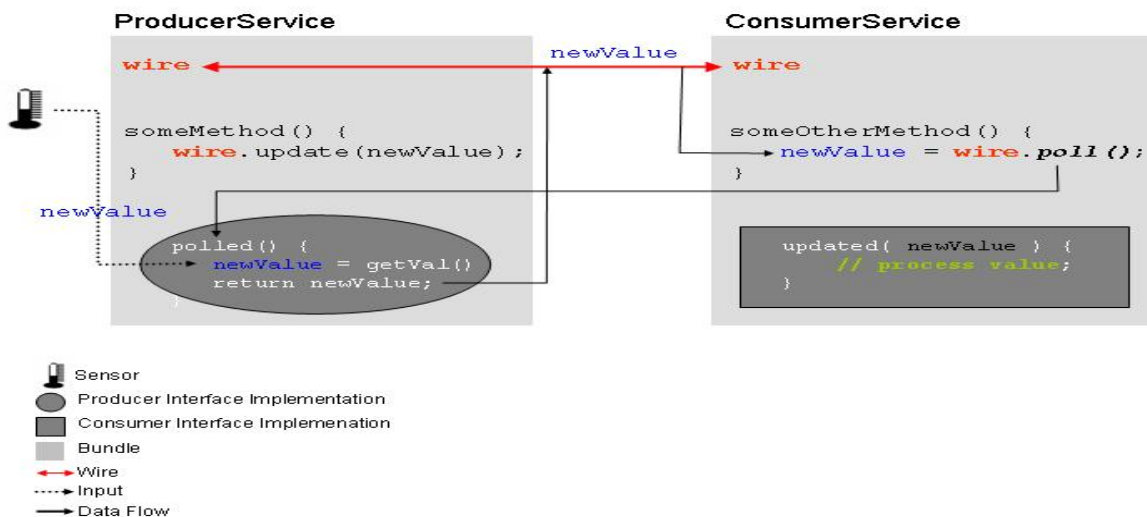 ProducerService
ConsumerService
newValue
wire
wire
someMethod() {
wire.update(newValue);
}
someOtherMethod() {
newValue = wire.poll();
}
newValue
polled() {
newValue = getVal()
return newValue;
}
updated( newValue ) {
// process value;
}
Sensor
Producer Interface Implementation
Consumer Interface Implemenation
Bundle
Wire
Input
Data Flow